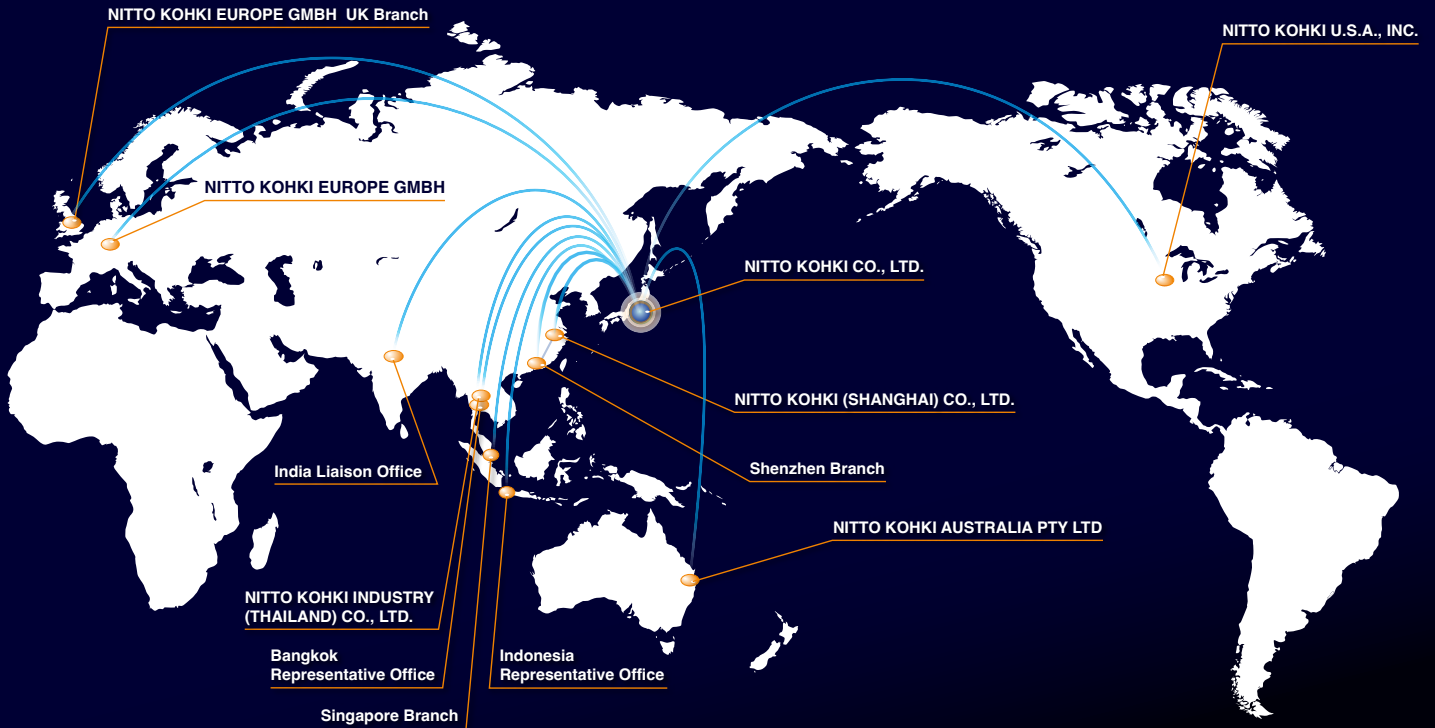 NITTO KOHKI EUROPE GMBH UK Branch
NITTO KOHKI U.S.A., INC.
NITTO KOHKI EUROPE GMBH
NITTO KOHKI CO., LTD.
NITTO KOHKI (SHANGHAI) CO., LTD.
India Liaison Office
Shenzhen Branch
NITTO KOHKI AUSTRALIA PTY LTD
NITTO KOHKI INDUSTRY
(THAILAND) CO., LTD.
Bangkok
Representative Office
Indonesia
Representative Office
Singapore Branch